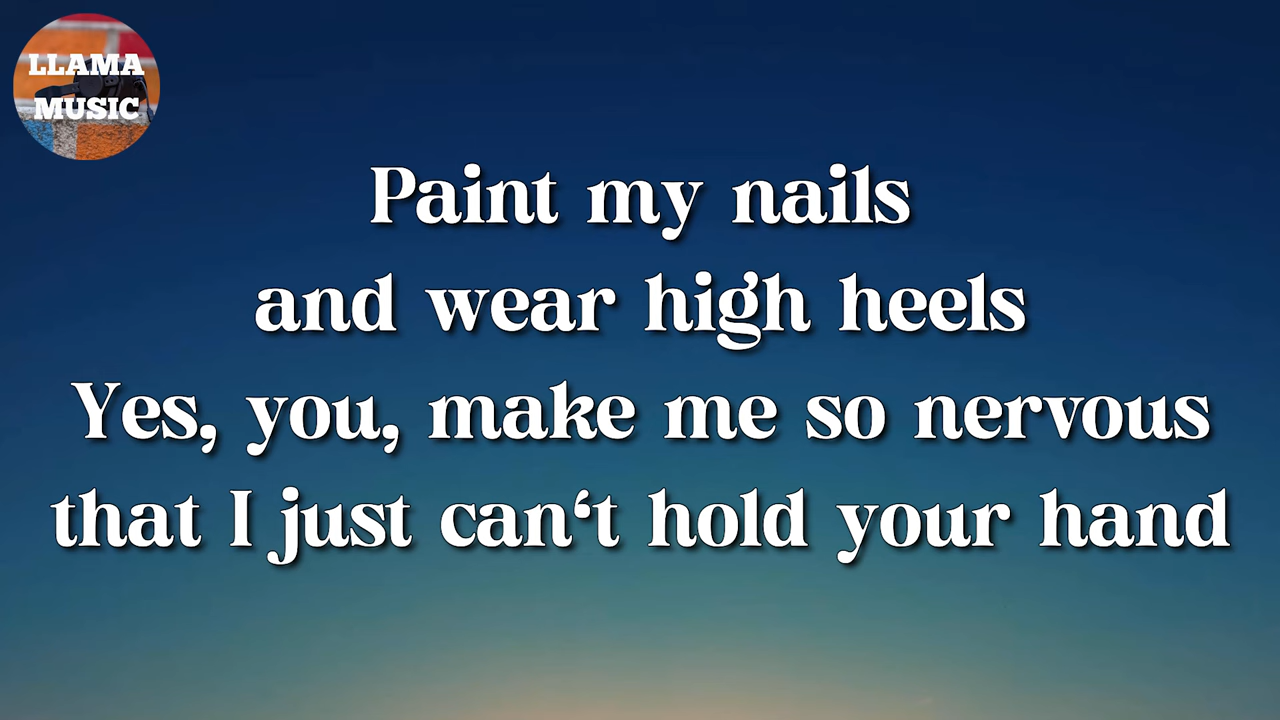 LLAMA
MUSIC
Paint my nails
and wear high heels
Yes, you, make me so nervous
that I just can‘t hold your hand